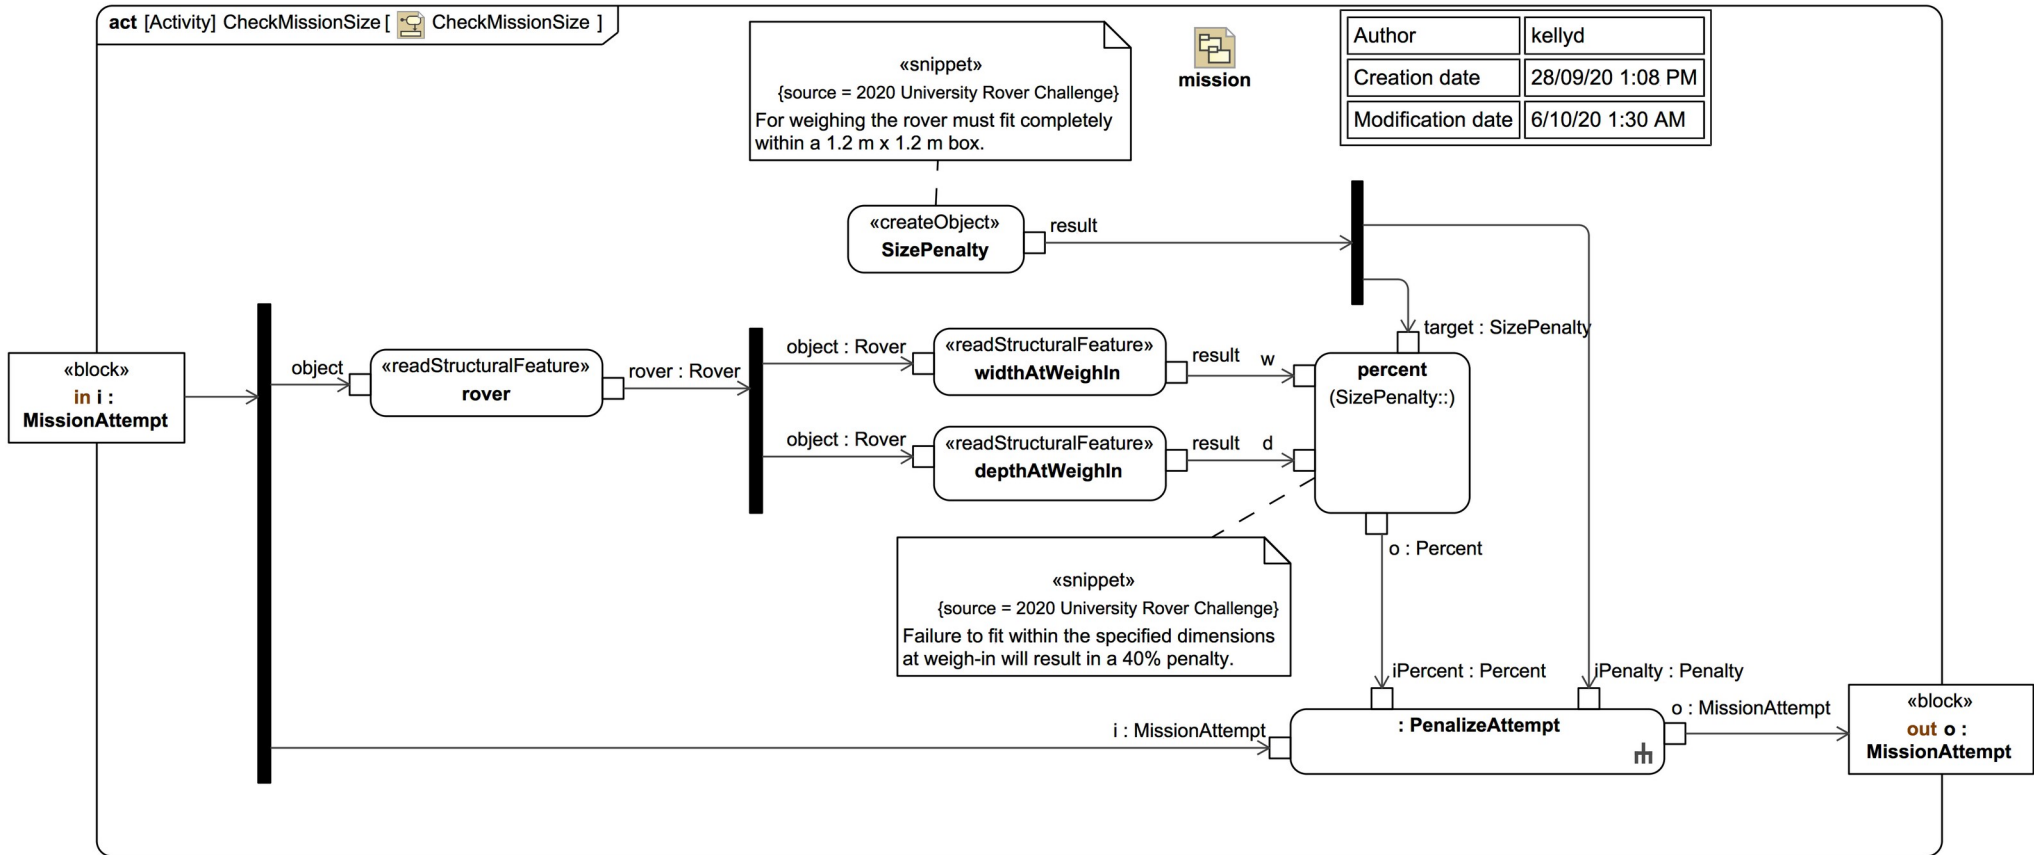 act [Activity] CheckMissionSize [ CheckMissionSize ]
«snippet»
{source = 2020 University Rover Challenge}
For weighing the rover must fit completely
within a 1.2 m x 1.2 m box.
mission
Author kellyd
Creation date 28/09/20 1:08 PM
Modification date 6/10/20 1:30 AM
«createObject»
SizePenalty
result
target : SizePenalty
«block»
in i :
MissionAttempt
object
«readStructuralFeature»
rover
rover : Rover
object : Rover
«readStructuralFeature»
widthAtWeighIn
result w
object : Rover
«readStructuralFeature»
depthAtWeighIn
result d
percent
(SizePenalty::)
o : Percent
«snippet»
{source = 2020 University Rover Challenge}
Failure to fit within the specified dimensions
at weigh-in will result in a 40% penalty.
iPercent : Percent
iPenalty : Penalty
i : MissionAttempt
: PenalizeAttempt
o : MissionAttempt
«block»
out o :
MissionAttempt